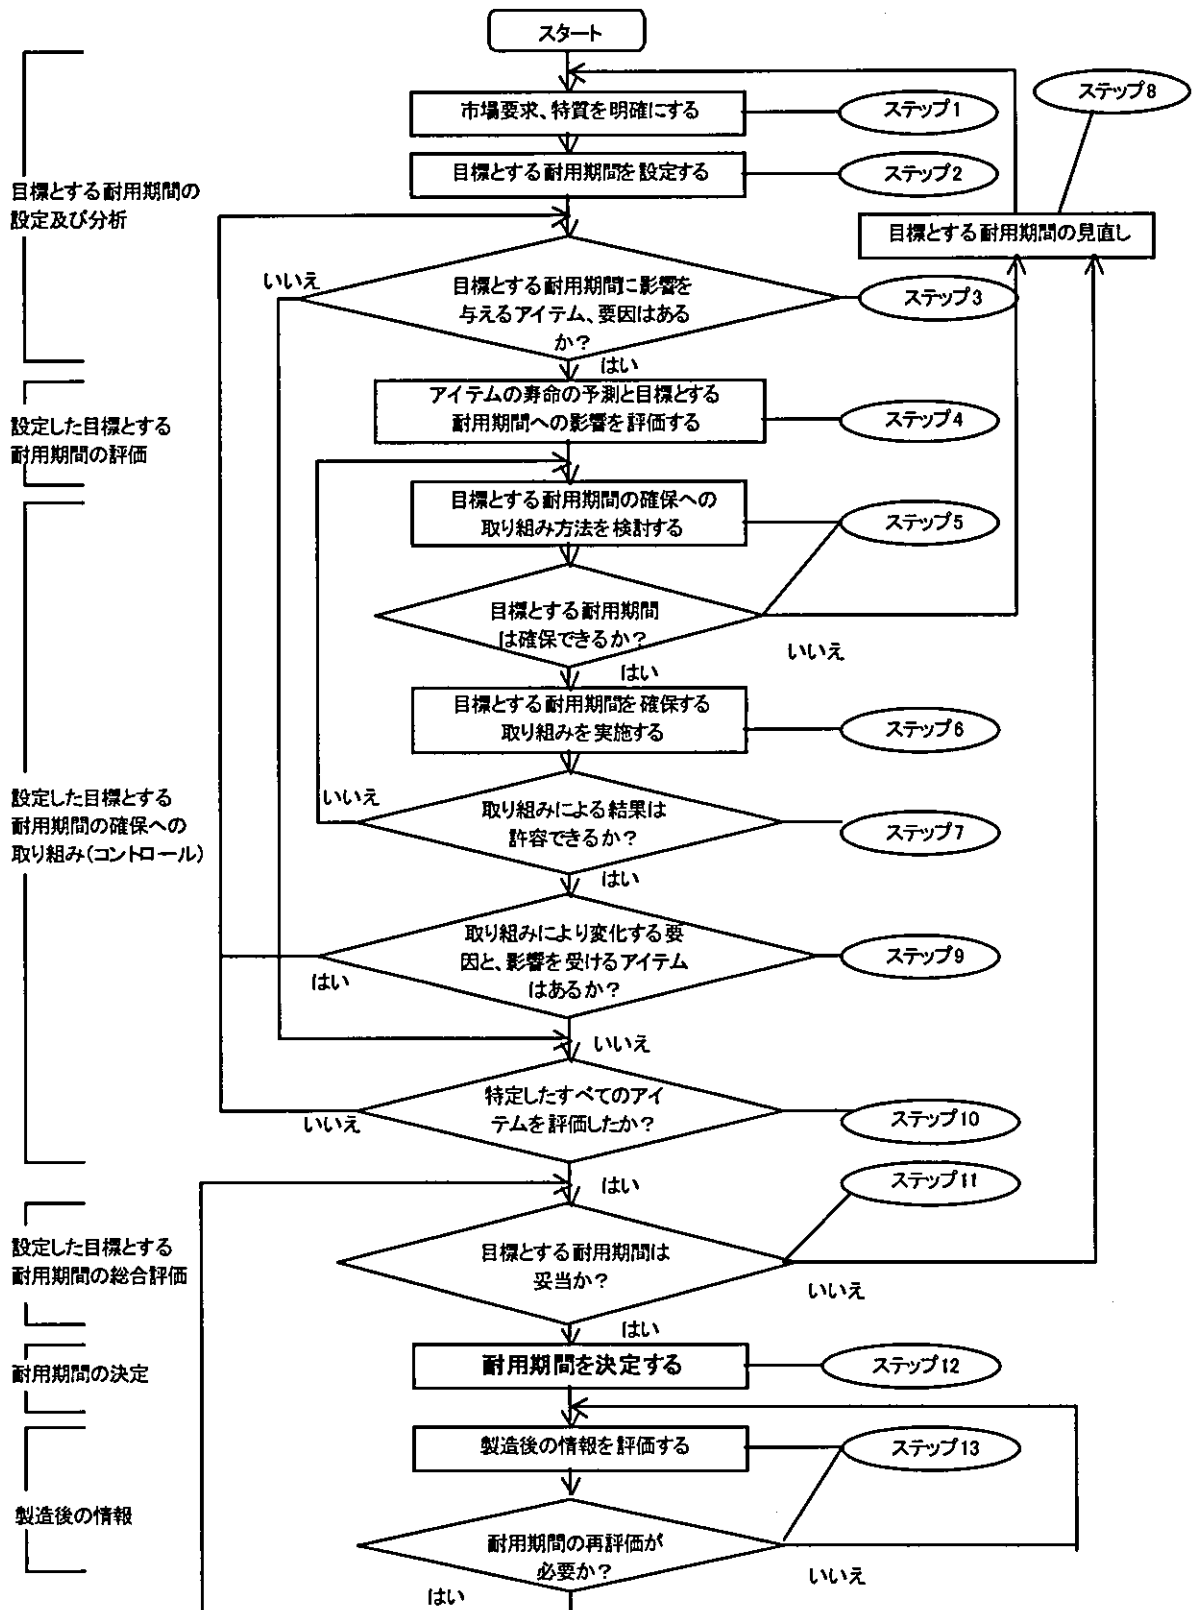 スタート
市場要求、特質を明確にする
ステップ1
ステップ8
目標とする耐用期間を設定する
ステップ2
目標とする耐用期間の
設定及び分析
目標とする耐用期間の見直し
いいえ
目標とする耐用期間に影響を
与えるアイテム、要因はある
か？
ステップ3
はい
アイテムの寿命の予測と目標とする
耐用期間への影響を評価する
ステップ4
設定した目標とする
耐用期間の評価
目標とする耐用期間の確保への
取り組み方法を検討する
ステップ5
目標とする耐用期間
は確保できるか？
いいえ
はい
目標とする耐用期間を確保する
取り組みを実施する
ステップ6
設定した目標とする
耐用期間の確保への
取り組み（コントロール）
いいえ
取り組みによる結果は
許容できるか？
ステップ7
はい
取り組みにより変化する要
因と、影響を受けるアイテム
はあるか？
ステップ9
はい
いいえ
特定したすべてのアイ
テムを評価したか？
ステップ10
いいえ
はい
ステップ11
設定した目標とする
耐用期間の総合評価
目標とする耐用期間は
妥当か？
いいえ
はい
耐用期間の決定
耐用期間を決定する
ステップ12
製造後の情報を評価する
ステップ13
製造後の情報
耐用期間の再評価が
必要か？
いいえ
はい